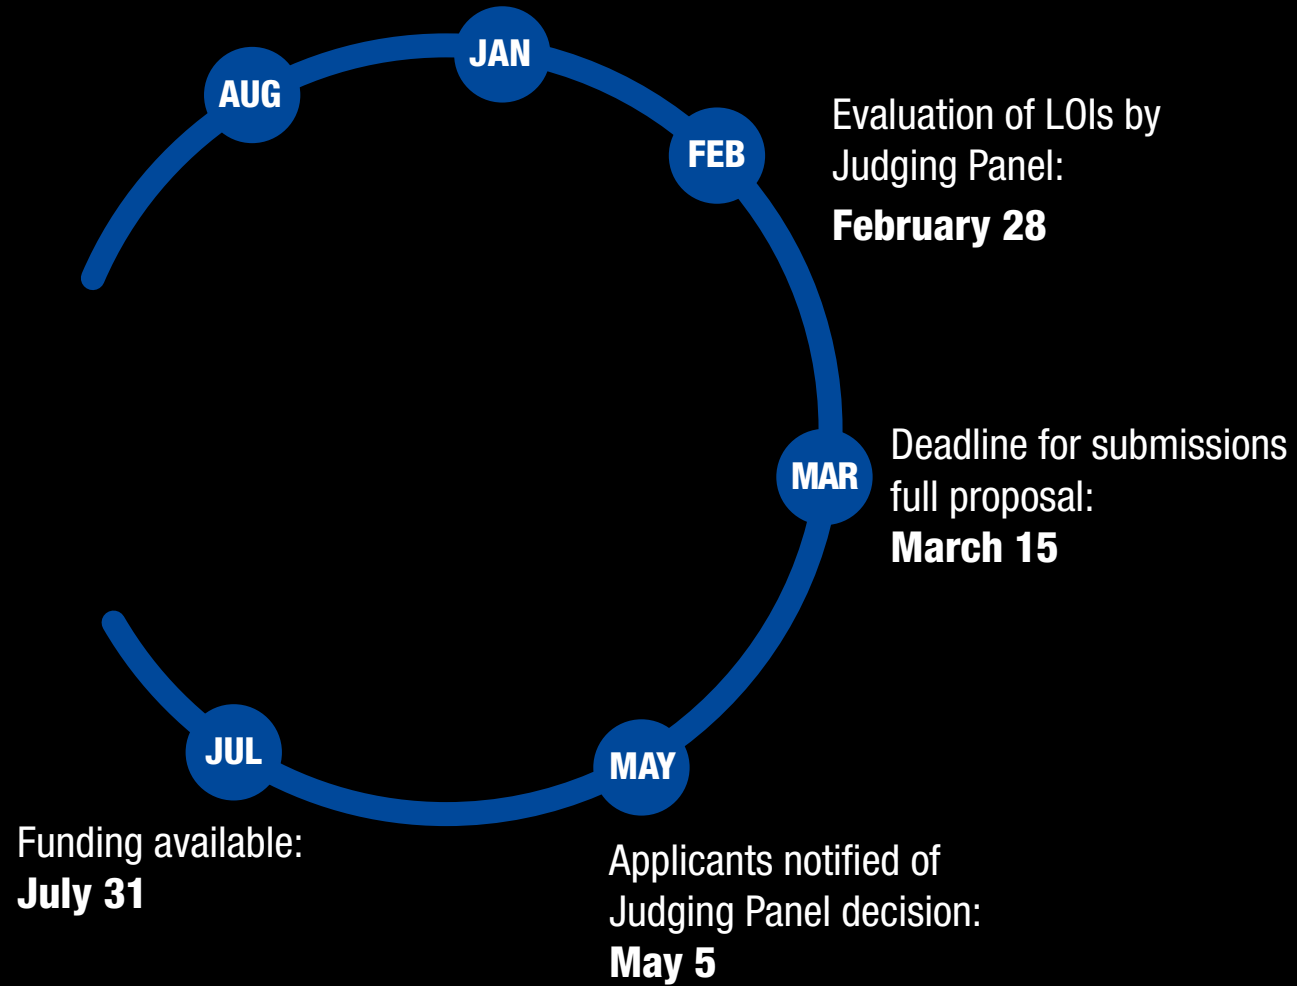 AUG
JAN
FEB
Evaluation of LOIs by
Judging Panel:
February 28
MAR
Deadline for submissions
full proposal:
March 15
MAY
Applicants notified of
Judging Panel decision:
May 5
JUL
Funding available:
July 31